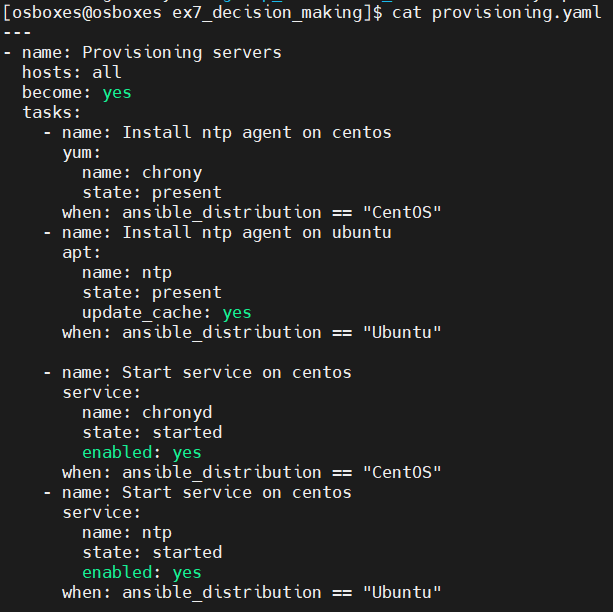 [osboxes@osboxes ex7_decision_making]$ cat provisioning.yaml
---
- name: Provisioning servers
  hosts: all
  become: yes
  tasks:
    - name: Install ntp agent on centos
      yum:
        name: chrony
        state: present
      when: ansible_distribution == "CentOS"
    - name: Install ntp agent on ubuntu
      apt:
        name: ntp
        state: present
        update_cache: yes
      when: ansible_distribution == "Ubuntu"

    - name: Start service on centos
      service:
        name: chronyd
        state: started
        enabled: yes
      when: ansible_distribution == "CentOS"
    - name: Start service on centos
      service:
        name: ntp
        state: started
        enabled: yes
      when: ansible_distribution == "Ubuntu"